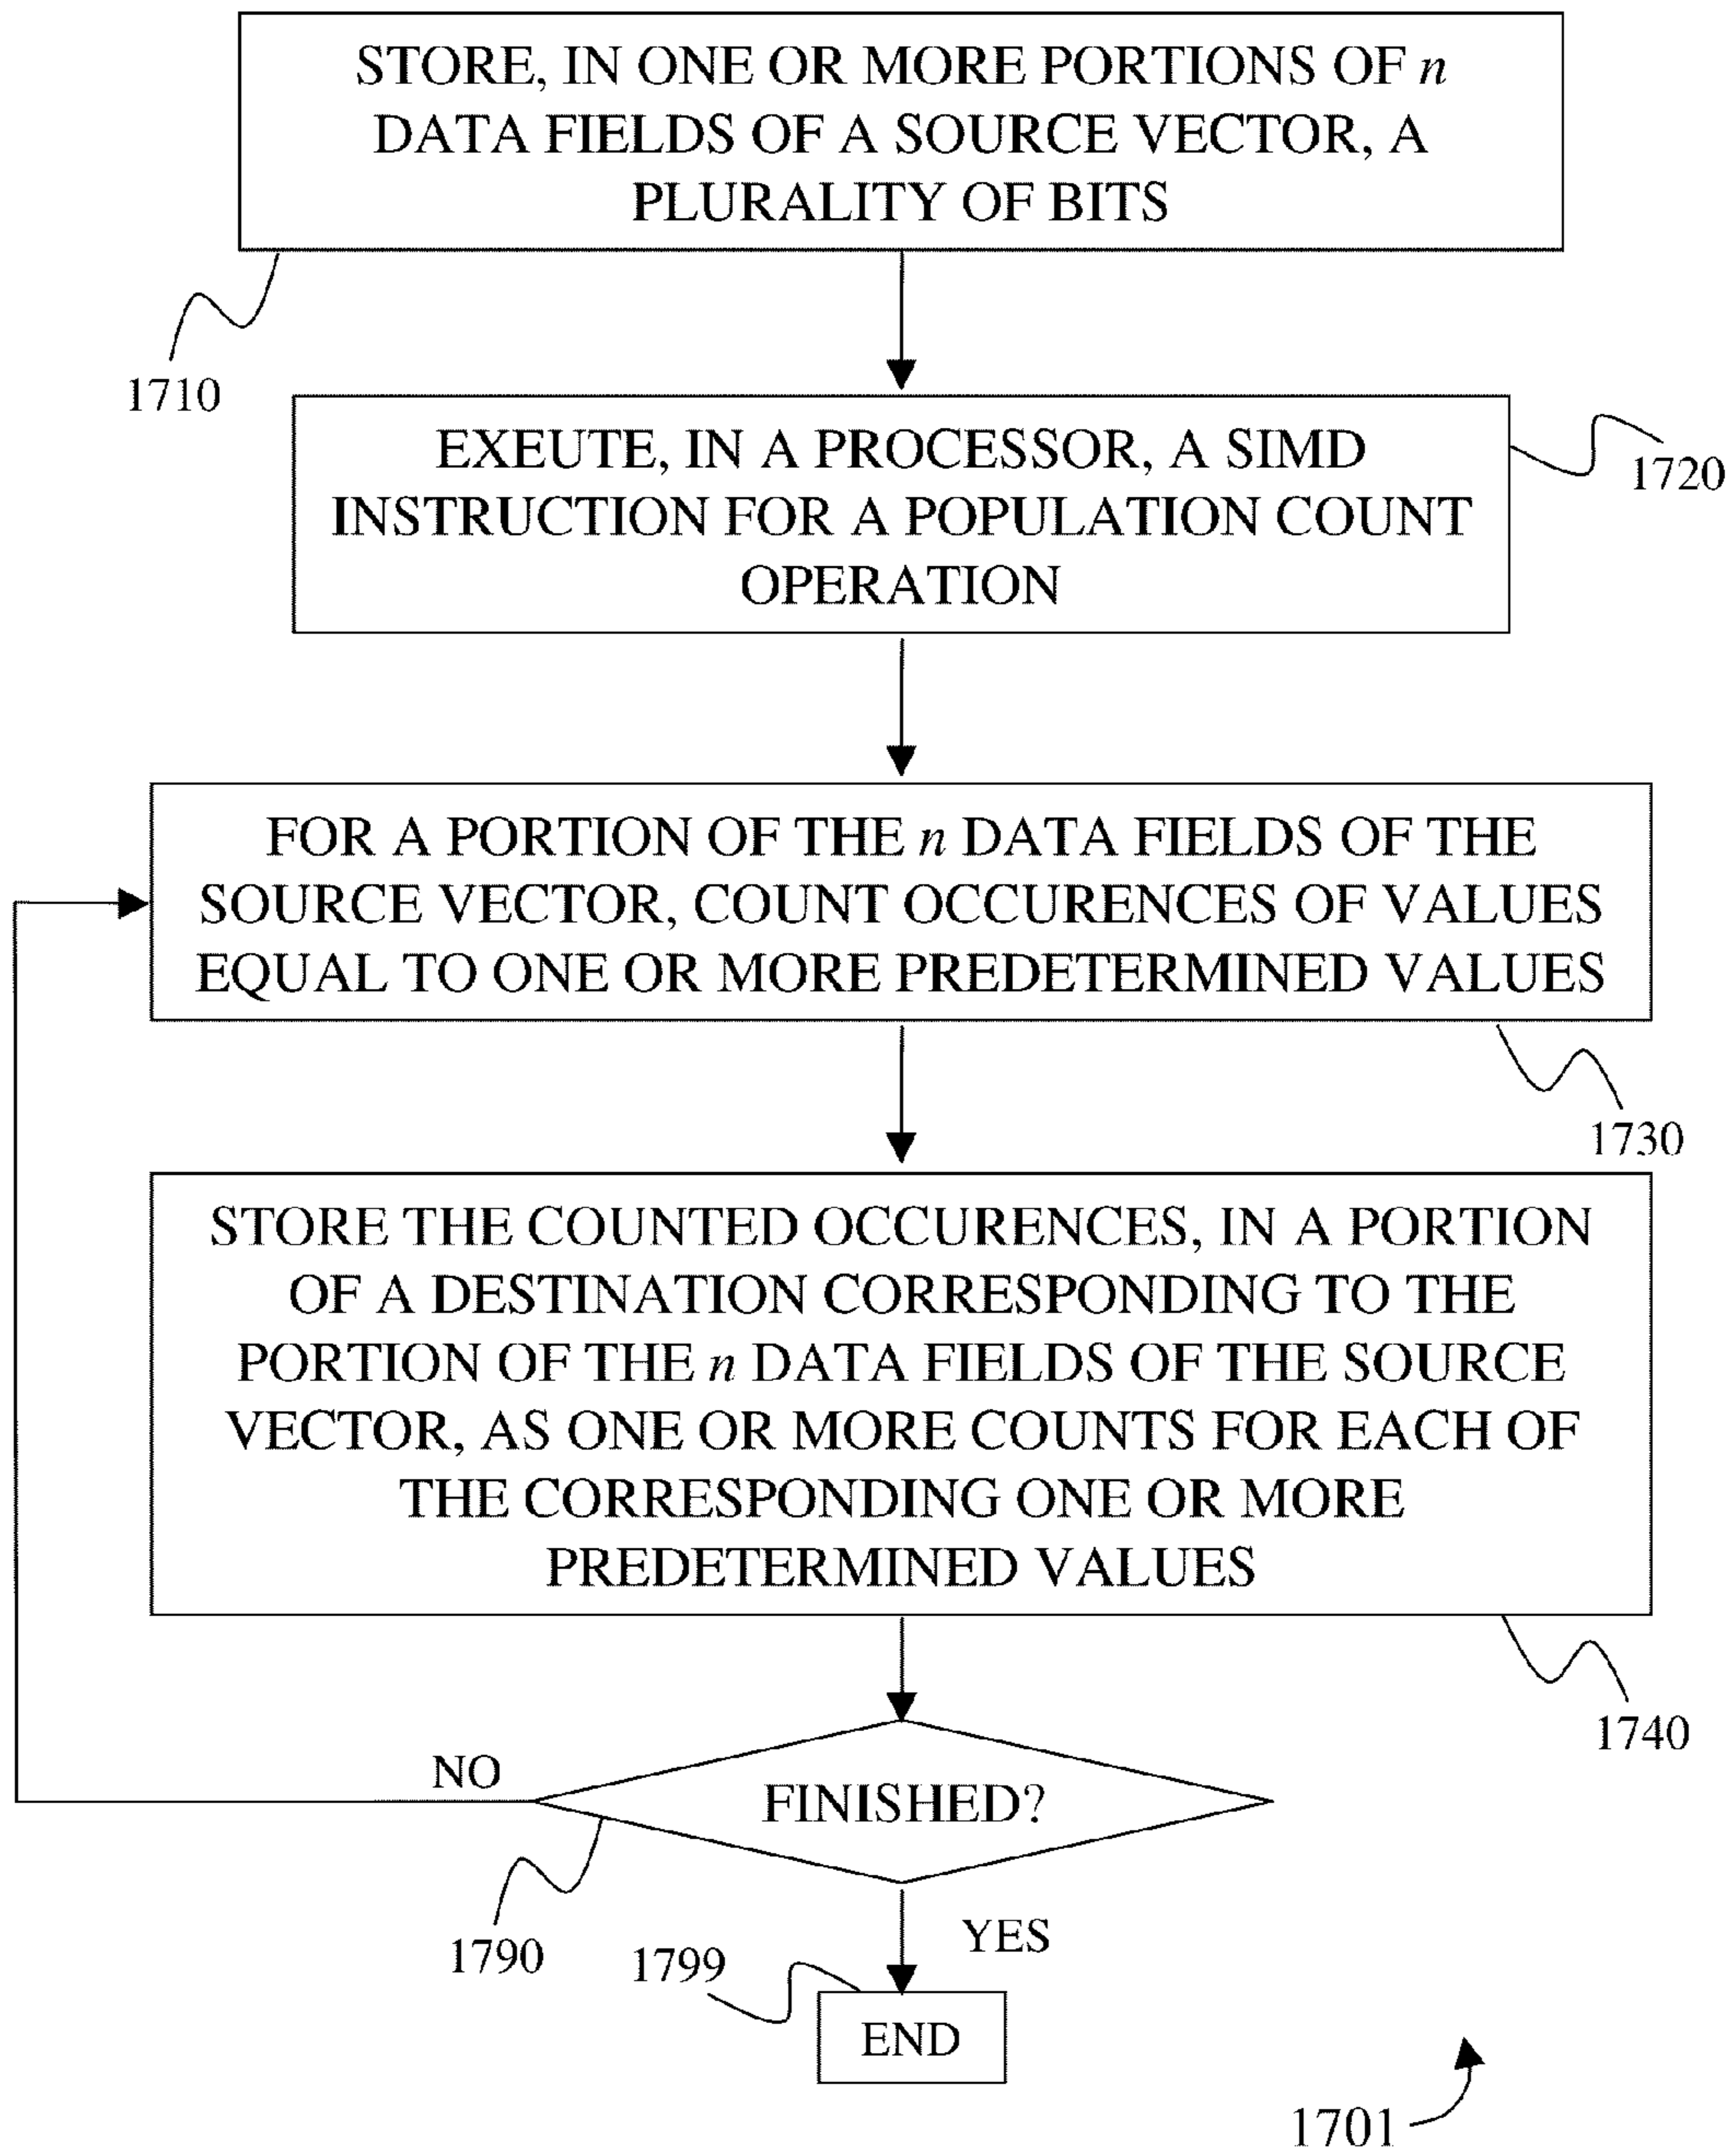 STORE, IN ONE OR MORE PORTIONS OF n
DATA FIELDS OF A SOURCE VECTOR, A
PLURALITY OF BITS
1710
EXEUTE, IN A PROCESSOR, A SIMD
INSTRUCTION FOR A POPULATION COUNT
OPERATION
1720
FOR A PORTION OF THE n DATA FIELDS OF THE
SOURCE VECTOR, COUNT OCCURENCES OF VALUES
EQUAL TO ONE OR MORE PREDETERMINED VALUES
1730
STORE THE COUNTED OCCURENCES, IN A PORTION
OF A DESTINATION CORRESPONDING TO THE
PORTION OF THE n DATA FIELDS OF THE SOURCE
VECTOR, AS ONE OR MORE COUNTS FOR EACH OF
THE CORRESPONDING ONE OR MORE
PREDETERMINED VALUES
1740
NO
FINISHED?
1790
YES
1799
END
1701